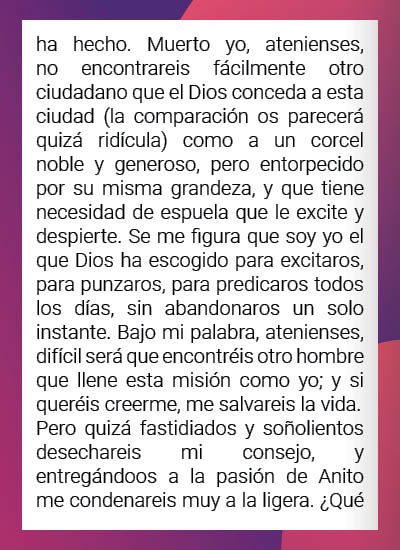 ha hecho. Muerto yo, atenienses,
no encontrareis fácilmente otro
ciudadano que el Dios conceda a esta
ciudad (la comparación os parecerá
quizá ridícula) como a un corcel
noble y generoso, pero entorpecido
por su misma grandeza, y que tiene
necesidad de espuela que le excite y
despierte. Se me figura que soy yo el
que Dios ha escogido para excitaros,
para punzaros, para predicaros todos
los días, sin abandonaros un solo
instante. Bajo mi palabra, atenienses,
difícil será que encontréis otro hombre
que llene esta misión como yo; y si
queréis creerme, me salvareis la vida.
Pero quizá fastidiados y soñolientos
desechareis mi consejo, y
entregándoos a la pasión de Anito
me condenareis muy a la ligera. ¿Qué